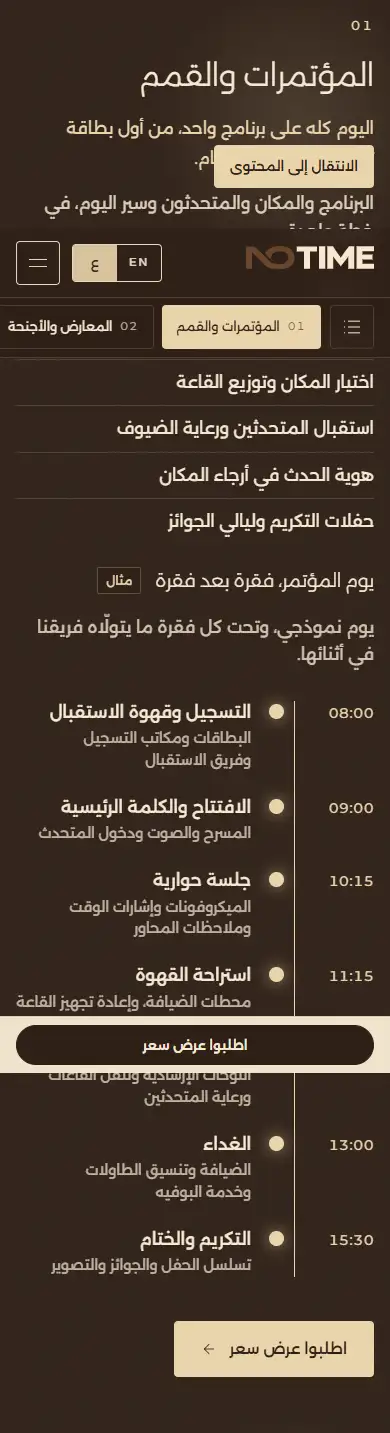 01
المؤتمرات والقمم
اليوم كله على برنامج واحد، من أول بطاقة
الانتقال إلى المحتوى
البرنامج والمكان والمتحدثون وسير اليوم، في
NOTIME
EN
ع
01 المؤتمرات والقمم
02 المعارض والأجنحة
اختيار المكان وتوزيع القاعة
استقبال المتحدثين ورعاية الضيوف
هوية الحدث في أرجاء المكان
حفلات التكريم وليالي الجوائز
يوم المؤتمر، فقرة بعد فقرة
مثال
يوم نموذجي، وتحت كل فقرة ما يتولّاه فريقنا
في أثنائها.
08:00
التسجيل وقهوة الاستقبال
البطاقات ومكاتب التسجيل
وفريق الاستقبال
09:00
الافتتاح والكلمة الرئيسية
المسرح والصوت ودخول المتحدث
10:15
جلسة حوارية
الميكروفونات وإشارات الوقت
وملاحظات المحاور
11:15
استراحة القهوة
محطات الضيافة، وإعادة تجهيز القاعة
اطلبوا عرض سعر
اللوحات الإرشادية وتنقل القاعات
ورعاية المتحدثين
13:00
الغداء
الضيافة وتنسيق الطاولات
وخدمة البوفيه
15:30
التكريم والختام
تسلسل الحفل والجوائز والتصوير
اطلبوا عرض سعر